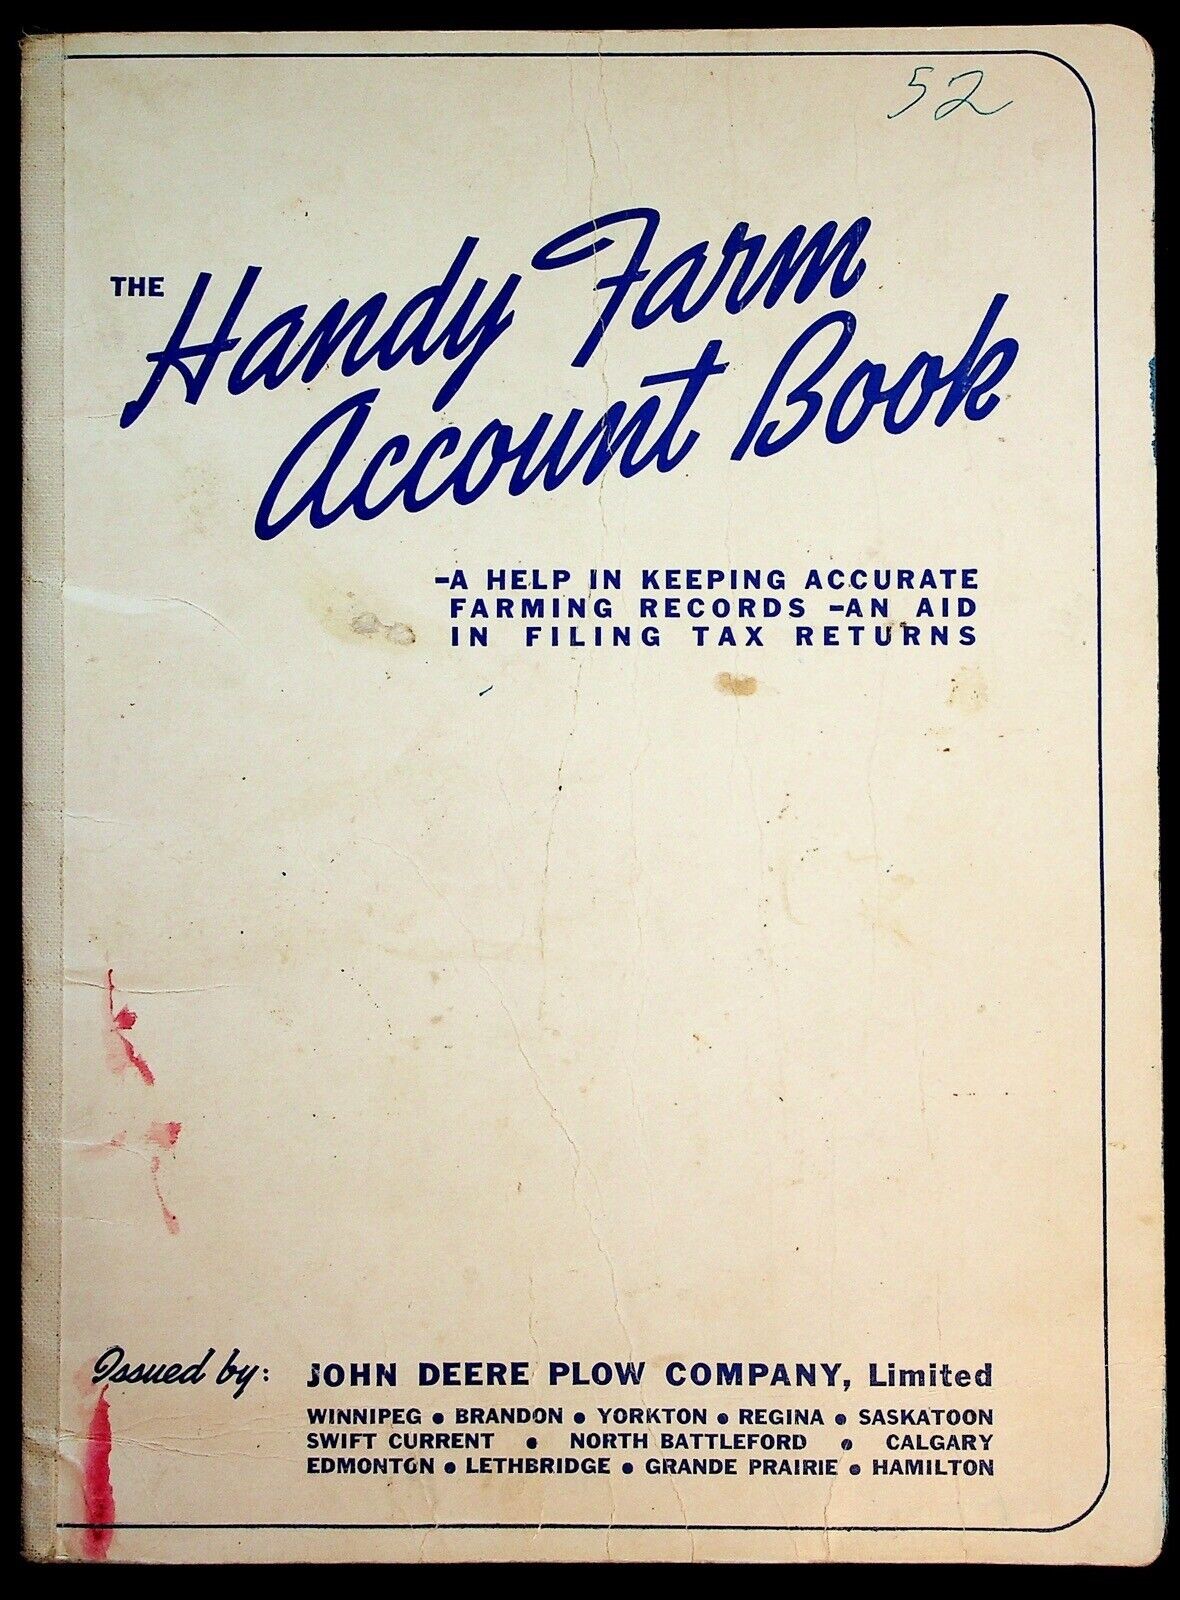 52
THE Handy Farm
Account Book
-A HELP IN KEEPING ACCURATE
FARMING RECORDS -AN AID
IN FILING TAX RETURNS
Issued by: JOHN DEERE PLOW COMPANY, Limited
WINNIPEG • BRANDON • YORKTON • REGINA • SASKATOON
SWIFT CURRENT • NORTH BATTLEFORD • CALGARY
EDMONTON • LETHBRIDGE • GRANDE PRAIRIE • HAMILTON